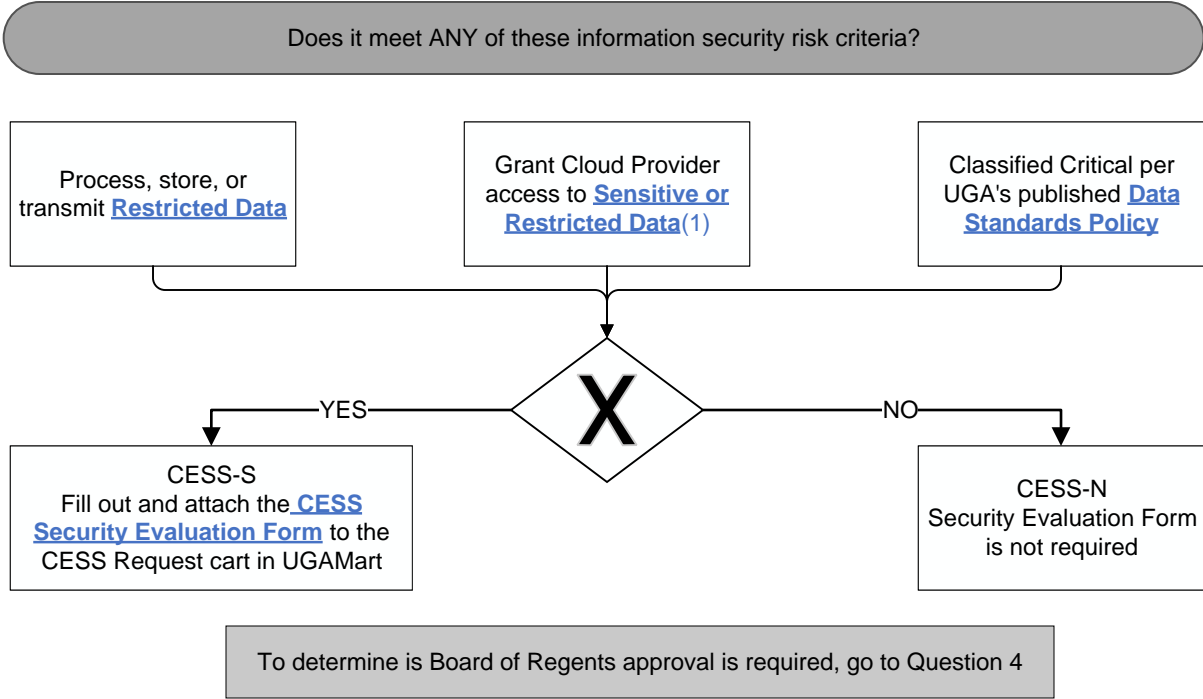 Does it meet ANY of these information security risk criteria?
Process, store, or
transmit Restricted Data
Grant Cloud Provider
access to Sensitive or
Restricted Data(1)
Classified Critical per
UGA's published Data
Standards Policy
X
YES
NO
CESS-S
Fill out and attach the CESS
Security Evaluation Form to the
CESS Request cart in UGAMart
CESS-N
Security Evaluation Form
is not required
To determine is Board of Regents approval is required, go to Question 4